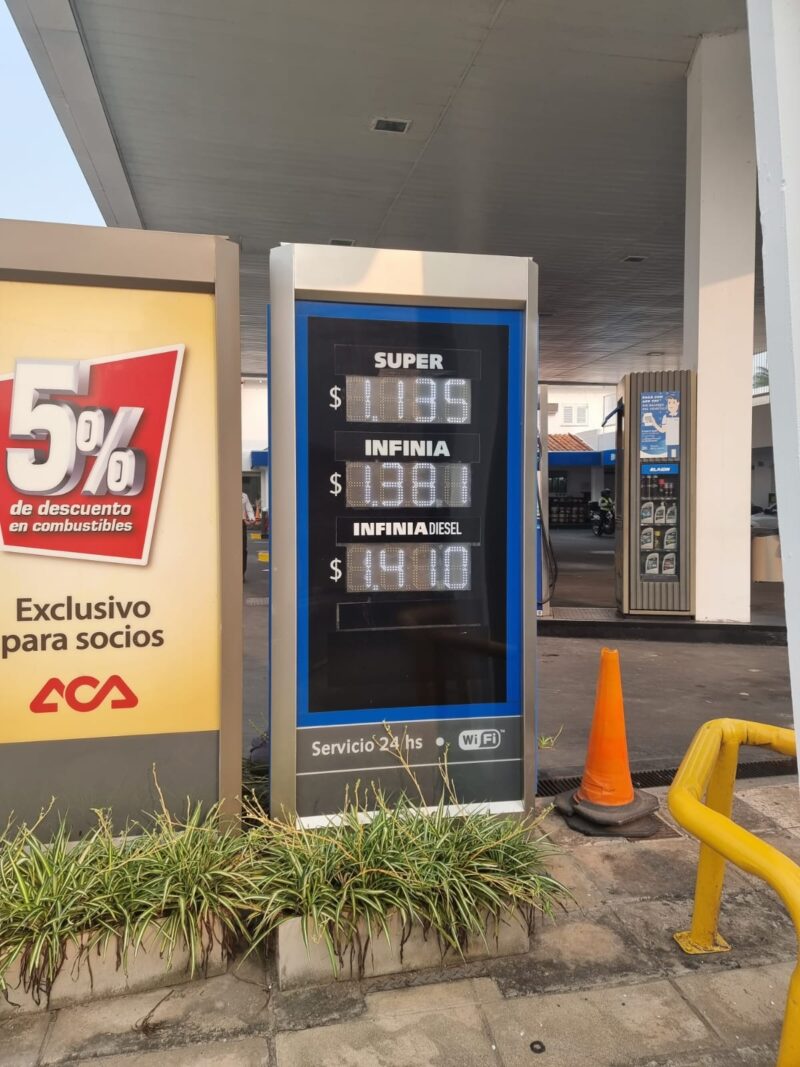 5%
de descuento
en combustibles
Exclusivo
para socios
ACA
SUPER
$ 1.135
INFINIA
$ 1.381
INFINIA DIESEL
$ 1.410
Servicio 24 hs • WiFi
ELAION